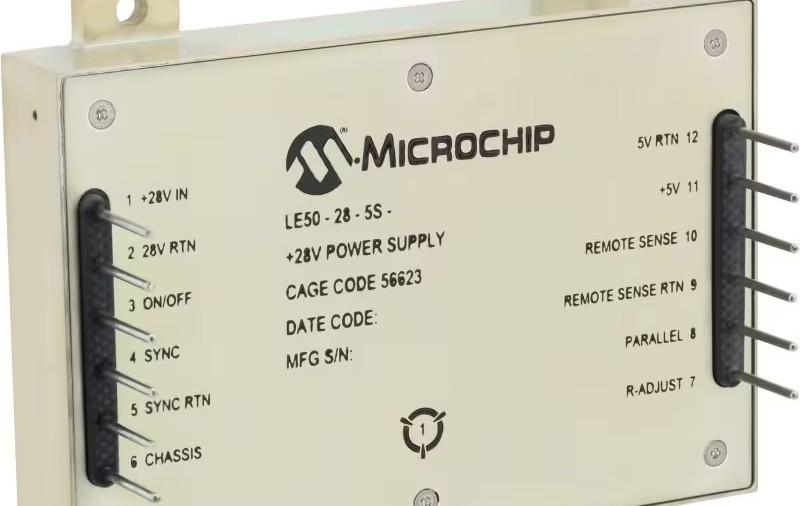 MICROCHIP
LE50 - 28 - 5S -
+28V POWER SUPPLY
CAGE CODE 56623
DATE CODE:
MFG S/N:
1 +28V IN
2 28V RTN
3 ON/OFF
4 SYNC
5 SYNC RTN
6 CHASSIS
5V RTN 12
+5V 11
REMOTE SENSE 10
REMOTE SENSE RTN 9
PARALLEL 8
R-ADJUST 7
1